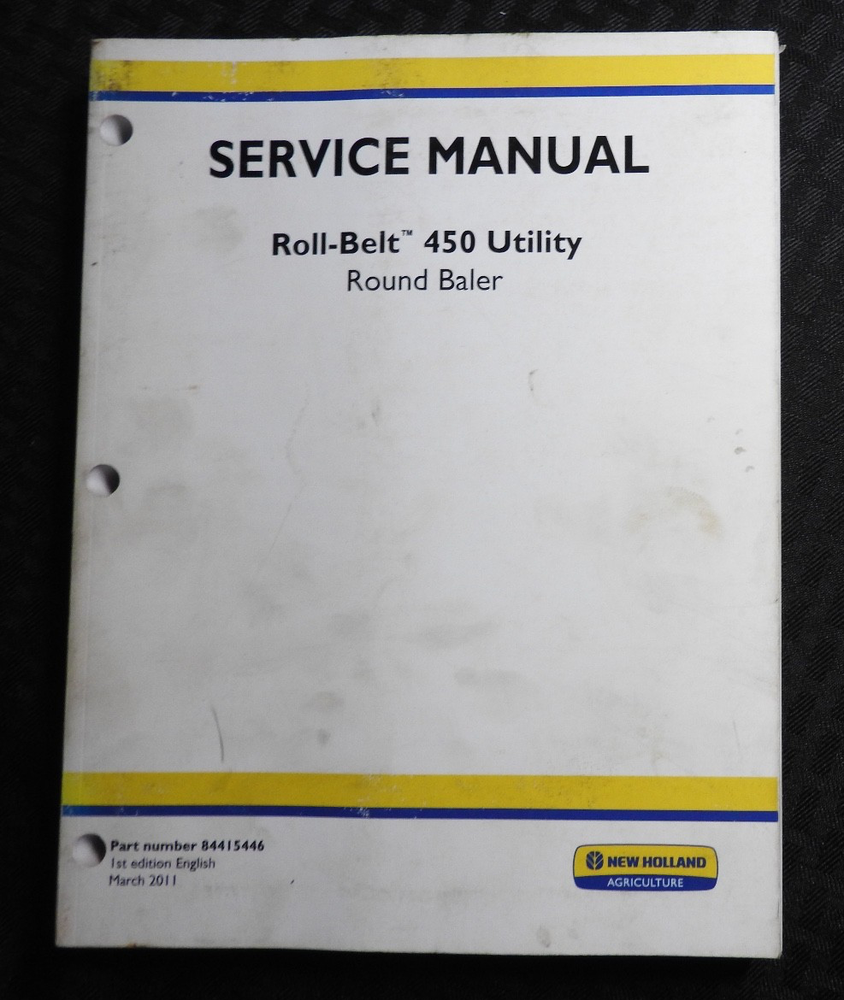 SERVICE MANUAL
Roll-Belt™ 450 Utility
Round Baler
Part number 84415446
1st edition English
March 2011
NEW HOLLAND
AGRICULTURE